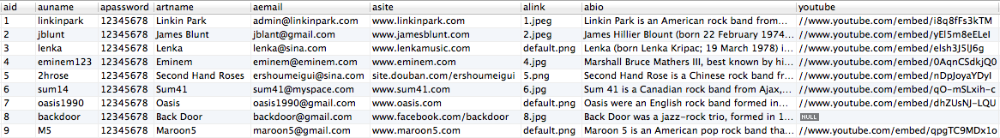 aid auname apassword artname aemail asite alink abio youtube
1 linkinpark 12345678 Linkin Park admin@linkinpark.com www.linkinpark.com 1.jpeg Linkin Park is an American rock band from... //www.youtube.com/embed/i8q8fFs3kTM
2 jblunt 12345678 James Blunt jblant@gmail.com www.jamesblunt.com 2.jpeg James Hillier Blount (born 22 February 1974... //www.youtube.com/embed/yEl5m8eELeI
3 lenka 12345678 Lenka lenka@sina.com www.lenkamusic.com default.png Lenka (born Lenka Kripac; 19 March 1978) i... //www.youtube.com/embed/eIsh3J5lJ6g
4 eminem123 12345678 Eminem eminem@eminem.com www.eminem.com 4.jpg Marshall Bruce Mathers III, best known by hi... //www.youtube.com/embed/0AqnCSdkjQ0
5 2hrose 12345678 Second Hand Roses ershoumeigui@sina.com site.douban.com/ershoumeigui 5.png Second Hand Rose is a Chinese rock band fr... //www.youtube.com/embed/nDpJoyaYDyI
6 sum14 12345678 Sum41 sum41@myspace.com www.sum41.com 6.jpg Sum 41 is a Canadian rock band from Ajax,... //www.youtube.com/embed/qO-mSLxih-c
7 oasis1990 12345678 Oasis oasis@gmail.com www.oasis.com default.png Oasis were an English rock band formed in... //www.youtube.com/embed/dhZUsNJ-LQU
8 backdoor 12345678 Back Door backdoor@gmail.com www.facebook.com/backdoor 8.jpg Back Door was a jazz-rock trio, formed in 1... NULL
9 M5 12345678 Maroon5 maroon5@gmail.com www.maroon5.com default.png Maroon 5 is an American pop rock band tha... //www.youtube.com/embed/qpgTC9MDx1o